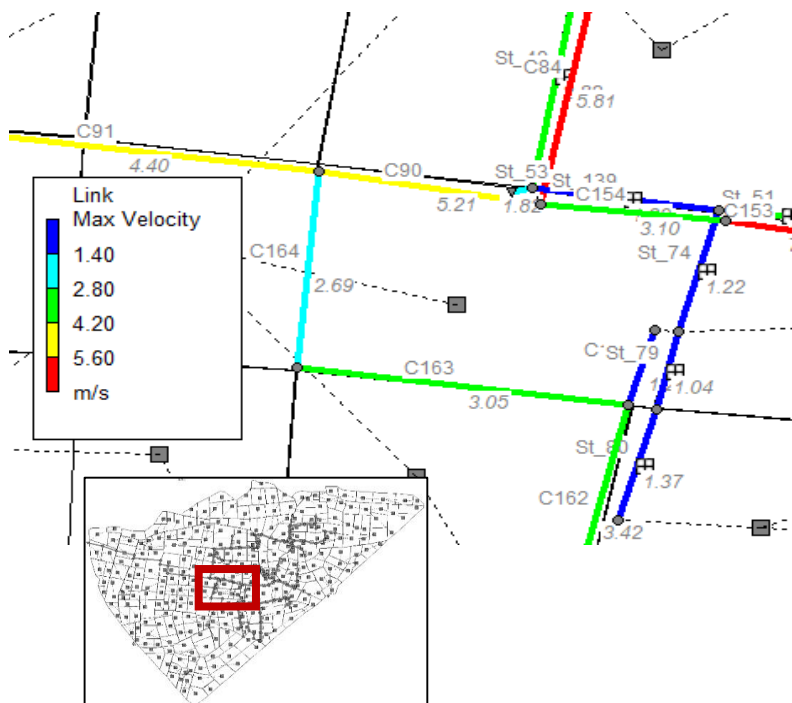 St_49
C84
5.81
C91
4.40
C90
5.21
St_53
St_139
1.82
C154
3.10
St_51
C153
St_74
1.22
Link
Max Velocity
1.40
2.80
4.20
5.60
m/s
C164
2.69
C163
3.05
St_79
1.04
St_80
1.37
C162
3.42